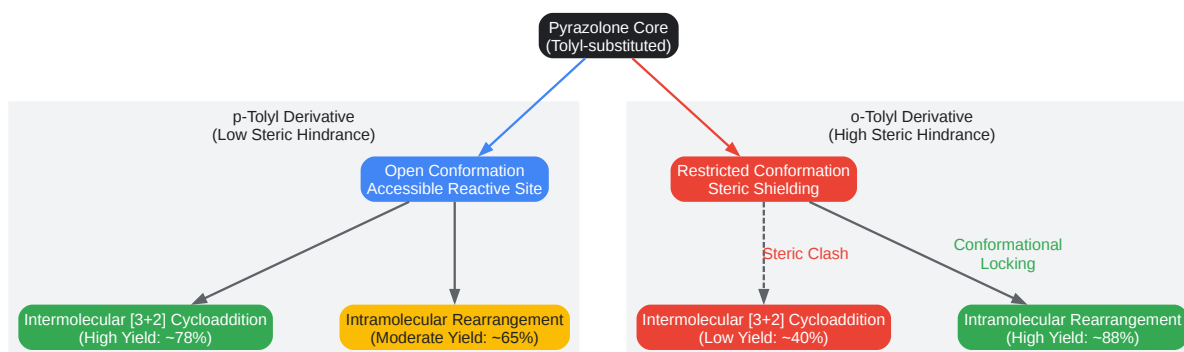 Pyrazolone Core
(Tolyl-substituted)
p-Tolyl Derivative
(Low Steric Hindrance)
Open Conformation
Accessible Reactive Site
Intermolecular [3+2] Cycloaddition
(High Yield: ~78%)
Intramolecular Rearrangement
(Moderate Yield: ~65%)
o-Tolyl Derivative
(High Steric Hindrance)
Restricted Conformation
Steric Shielding
Steric Clash
Conformational
Locking
Intermolecular [3+2] Cycloaddition
(Low Yield: ~40%)
Intramolecular Rearrangement
(High Yield: ~88%)